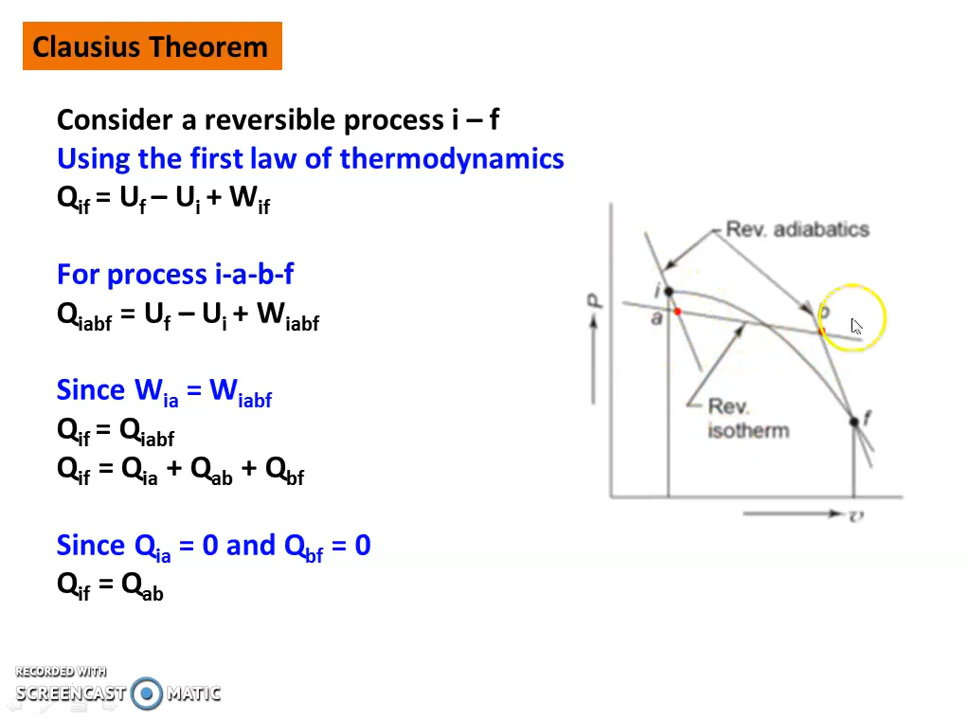 Clausius Theorem
Consider a reversible process i – f
Using the first law of thermodynamics
Qif = Uf – Ui + Wif
For process i-a-b-f
Qiabf = Uf – Ui + Wiabf
Since Wia = Wiabf
Qif = Qiabf
Qif = Qia + Qab + Qbf
Since Qia = 0 and Qbf = 0
Qif = Qab
Rev. adiabatics
i
P
a
b
Rev.
isotherm
f
v
RECORDED WITH
SCREENCAST MATIC